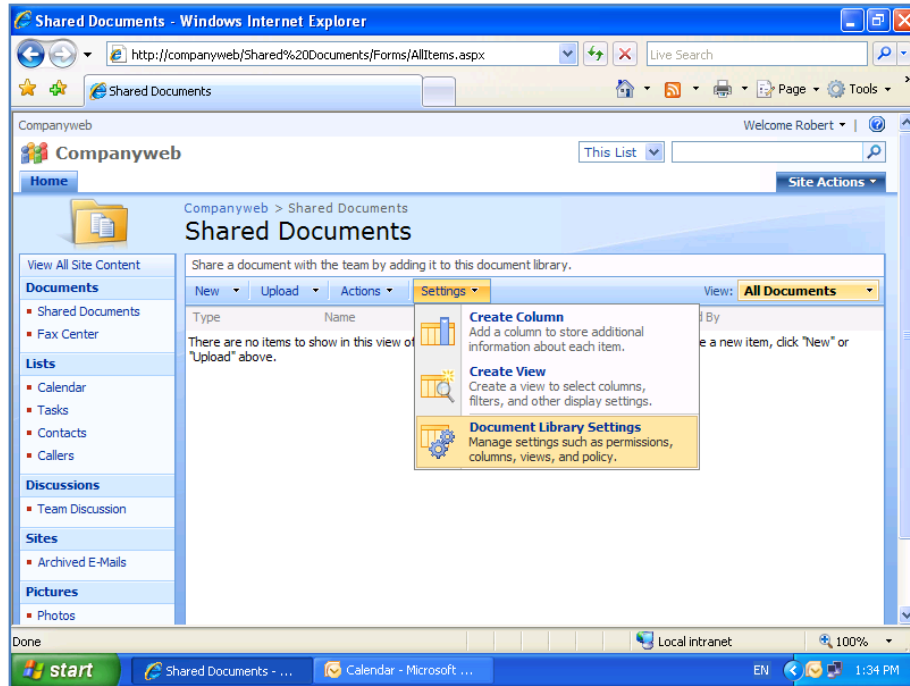 Shared Documents - Windows Internet Explorer
http://companyweb/Shared%20Documents/Forms/AllItems.aspx
Live Search
Shared Documents
Page
Tools
Companyweb
Welcome Robert
Companyweb
This List
Home
Site Actions
Companyweb > Shared Documents
Shared Documents
View All Site Content
Share a document with the team by adding it to this document library.
Documents
New Upload Actions Settings
View: All Documents
Shared Documents
Fax Center
Lists
Calendar
Tasks
Contacts
Callers
Discussions
Team Discussion
Sites
Archived E-Mails
Pictures
Photos
Type Name By
There are no items to show in this view of e a new item, click "New" or
"Upload" above.
Create Column
Add a column to store additional
information about each item.
Create View
Create a view to select columns,
filters, and other display settings.
Document Library Settings
Manage settings such as permissions,
columns, views, and policy.
Done
Local intranet
100%
start
Shared Documents - ...
Calendar - Microsoft ...
EN
1:34 PM